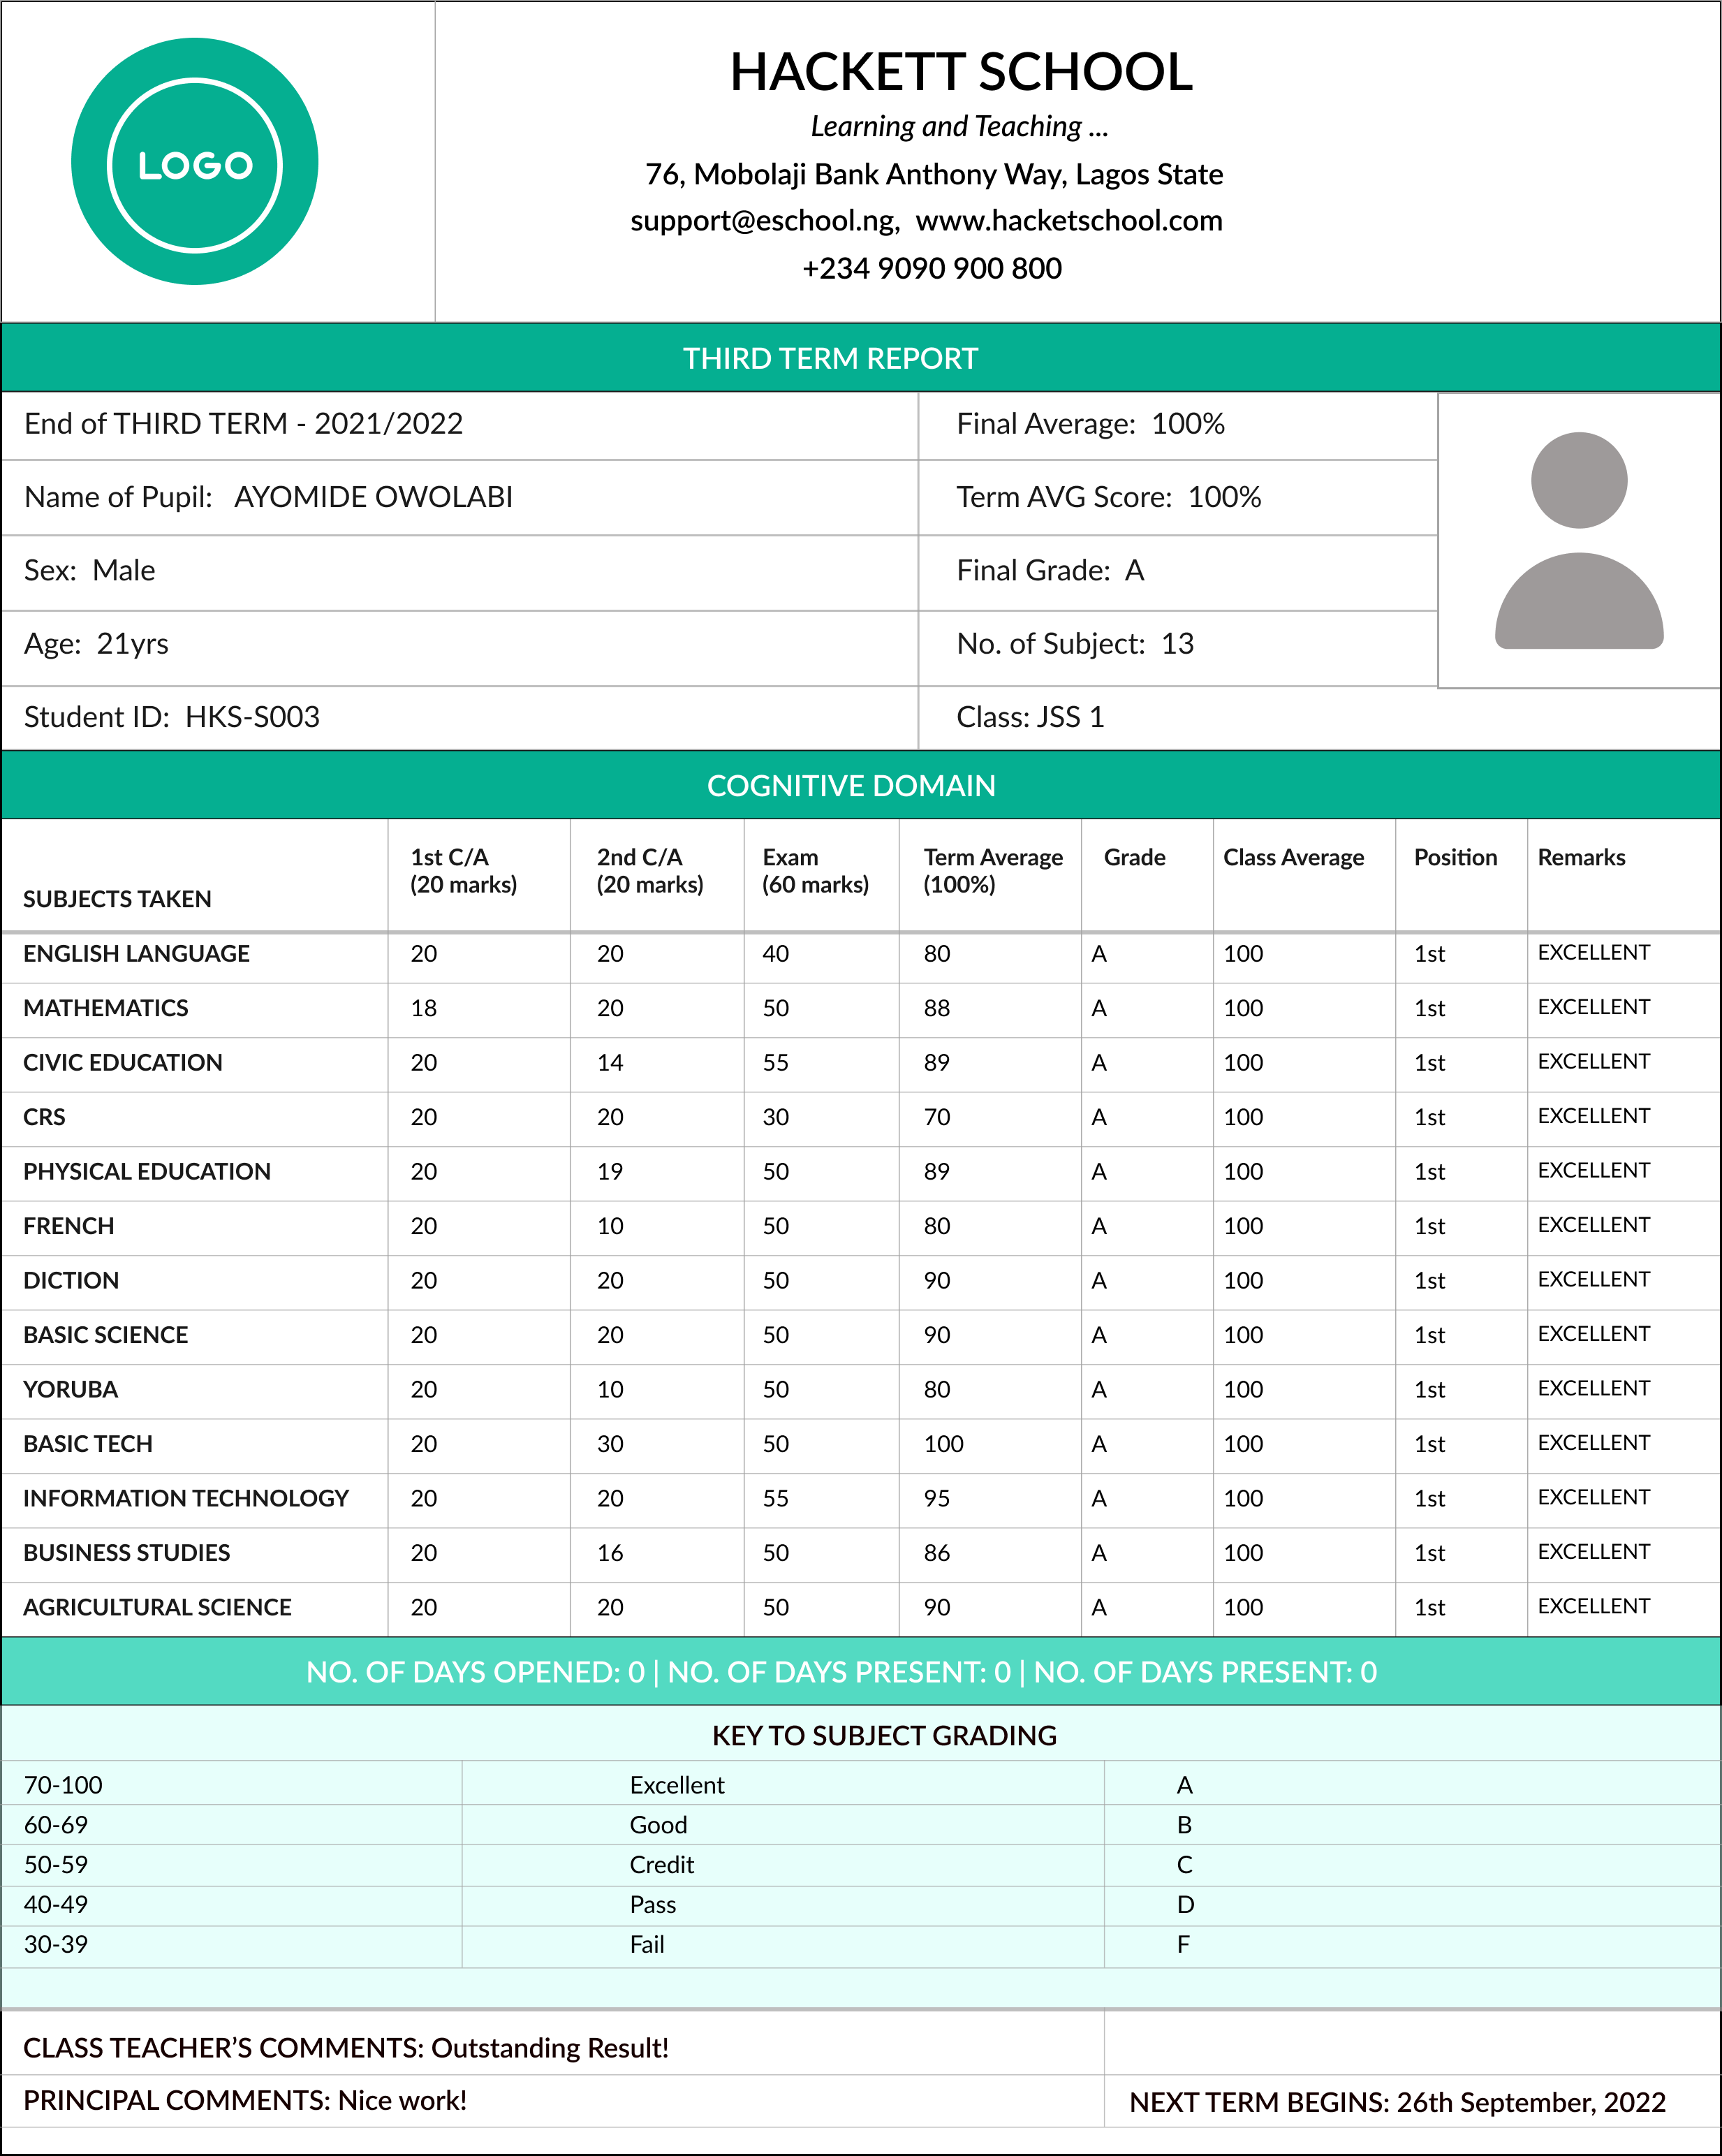 LOGO
HACKETT SCHOOL
Learning and Teaching ...
76, Mobolaji Bank Anthony Way, Lagos State
support@eschool.ng, www.hacketschool.com
+234 9090 900 800
THIRD TERM REPORT
End of THIRD TERM - 2021/2022 Final Average: 100%
Name of Pupil: AYOMIDE OWOLABI Term AVG Score: 100%
Sex: Male Final Grade: A
Age: 21yrs No. of Subject: 13
Student ID: HKS-S003 Class: JSS 1
COGNITIVE DOMAIN
SUBJECTS TAKEN 1st C/A (20 marks) 2nd C/A (20 marks) Exam (60 marks) Term Average (100%) Grade Class Average Position Remarks
ENGLISH LANGUAGE 20 20 40 80 A 100 1st EXCELLENT
MATHEMATICS 18 20 50 88 A 100 1st EXCELLENT
CIVIC EDUCATION 20 14 55 89 A 100 1st EXCELLENT
CRS 20 20 30 70 A 100 1st EXCELLENT
PHYSICAL EDUCATION 20 19 50 89 A 100 1st EXCELLENT
FRENCH 20 10 50 80 A 100 1st EXCELLENT
DICTION 20 20 50 90 A 100 1st EXCELLENT
BASIC SCIENCE 20 20 50 90 A 100 1st EXCELLENT
YORUBA 20 10 50 80 A 100 1st EXCELLENT
BASIC TECH 20 30 50 100 A 100 1st EXCELLENT
INFORMATION TECHNOLOGY 20 20 55 95 A 100 1st EXCELLENT
BUSINESS STUDIES 20 16 50 86 A 100 1st EXCELLENT
AGRICULTURAL SCIENCE 20 20 50 90 A 100 1st EXCELLENT
NO. OF DAYS OPENED: 0 | NO. OF DAYS PRESENT: 0 | NO. OF DAYS PRESENT: 0
KEY TO SUBJECT GRADING
70-100 Excellent A
60-69 Good B
50-59 Credit C
40-49 Pass D
30-39 Fail F
CLASS TEACHER’S COMMENTS: Outstanding Result!
PRINCIPAL COMMENTS: Nice work! NEXT TERM BEGINS: 26th September, 2022